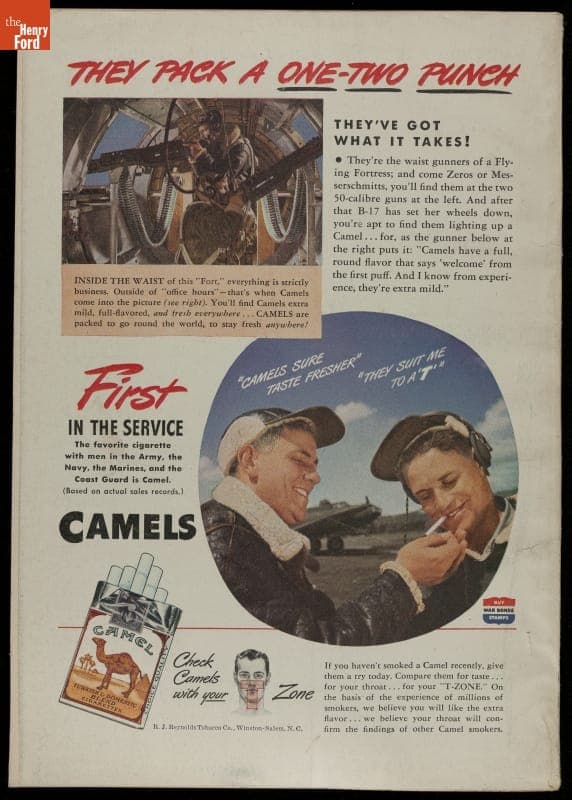 the
Henry
Ford
THEY PACK A ONE-TWO PUNCH
THEY'VE GOT
WHAT IT TAKES!
● They're the waist gunners of a Fly-
ing Fortress; and come Zeros or Mes-
serschmitts, you'll find them at the two
50-calibre guns at the left. And after
that B-17 has set her wheels down,
you're apt to find them lighting up a
Camel...for, as the gunner below at
the right puts it: "Camels have a full,
round flavor that says 'welcome' from
the first puff. And I know from experi-
ence, they're extra mild."
INSIDE THE WAIST of this "Fort," everything is strictly
business. Outside of "office hours"—that's when Camels
come into the picture (see right). You'll find Camels extra
mild, full-flavored, and fresh everywhere...CAMELS are
packed to go round the world, to stay fresh anywhere!
First
IN THE SERVICE
The favorite cigarette
with men in the Army, the
Navy, the Marines, and the
Coast Guard is Camel.
(Based on actual sales records.)
CAMELS
"CAMELS SURE
TASTE FRESHER"
"THEY SUIT ME
TO A 'T'"
BUY
WAR BONDS
STAMPS
CAMEL
TURKISH & DOMESTIC
BLEND
CIGARETTES
CHOICE QUALITY
Check
Camels
with your
T
Zone
R. J. Reynolds Tobacco Co., Winston-Salem, N. C.
If you haven't smoked a Camel recently, give
them a try today. Compare them for taste...
for your throat...for your "T-ZONE." On
the basis of the experience of millions of
smokers, we believe you will like the extra
flavor...we believe your throat will con-
firm the findings of other Camel smokers.